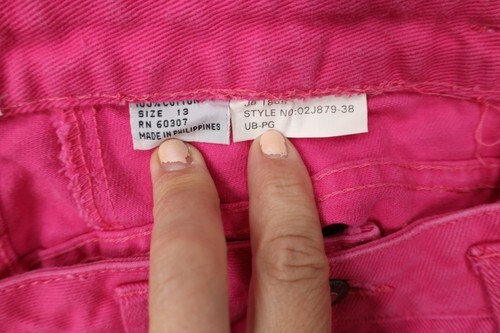 100% COTTON
SIZE 13
RN 60307
MADE IN PHILIPPINES
STYLE NO:02J879-38
UB-PG